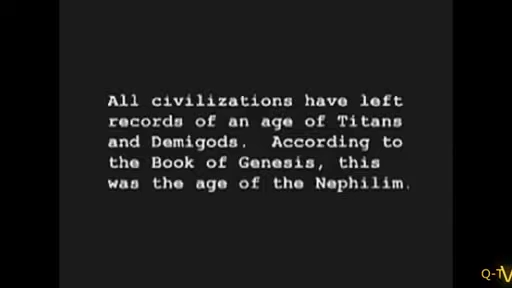 All civilizations have left
records of an age of Titans
and Demigods.  According to
the Book of Genesis, this
was the age of the Nephilim.
Q-TV